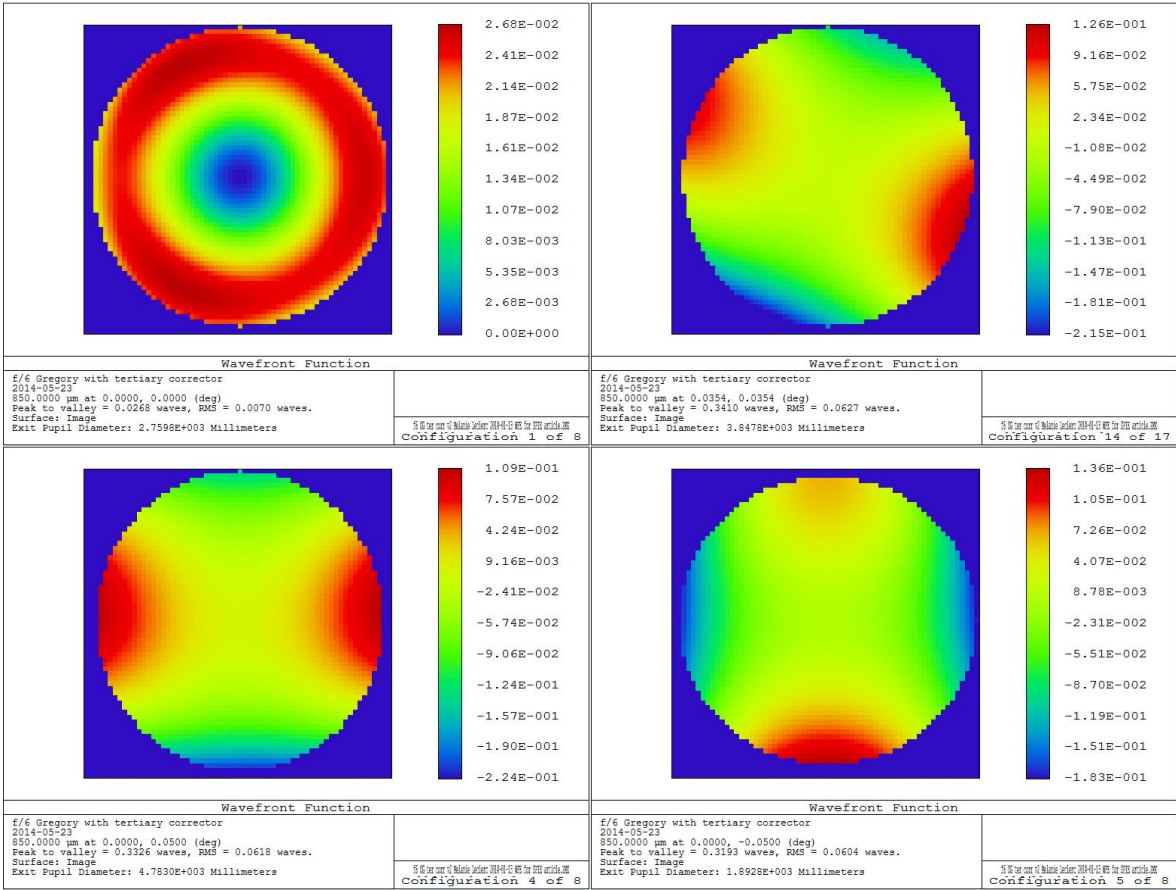 2.68E-002
2.41E-002
2.14E-002
1.87E-002
1.61E-002
1.34E-002
1.07E-002
8.03E-003
5.35E-003
2.68E-003
0.00E+000
Wavefront Function
f/6 Gregory with tertiary corrector
2014-05-23
850.0000 µm at 0.0000, 0.0000 (deg)
Peak to valley = 0.0268 waves, RMS = 0.0070 waves.
Surface: Image
Exit Pupil Diameter: 2.7598E+003 Millimeters
Configuration 1 of 8
1.26E-001
9.16E-002
5.75E-002
2.34E-002
-1.08E-002
-4.49E-002
-7.90E-002
-1.13E-001
-1.47E-001
-1.81E-001
-2.15E-001
Wavefront Function
f/6 Gregory with tertiary corrector
2014-05-23
850.0000 µm at 0.0354, 0.0354 (deg)
Peak to valley = 0.3410 waves, RMS = 0.0627 waves.
Surface: Image
Exit Pupil Diameter: 3.8478E+003 Millimeters
Configuration 14 of 17
1.09E-001
7.57E-002
4.24E-002
9.16E-003
-2.41E-002
-5.74E-002
-9.06E-002
-1.24E-001
-1.57E-001
-1.90E-001
-2.24E-001
Wavefront Function
f/6 Gregory with tertiary corrector
2014-05-23
850.0000 µm at 0.0000, 0.0500 (deg)
Peak to valley = 0.3326 waves, RMS = 0.0618 waves.
Surface: Image
Exit Pupil Diameter: 4.7830E+003 Millimeters
Configuration 4 of 8
1.36E-001
1.05E-001
7.26E-002
4.07E-002
8.78E-003
-2.31E-002
-5.51E-002
-8.70E-002
-1.19E-001
-1.51E-001
-1.83E-001
Wavefront Function
f/6 Gregory with tertiary corrector
2014-05-23
850.0000 µm at 0.0000, -0.0500 (deg)
Peak to valley = 0.3193 waves, RMS = 0.0604 waves.
Surface: Image
Exit Pupil Diameter: 1.8928E+003 Millimeters
Configuration 5 of 8